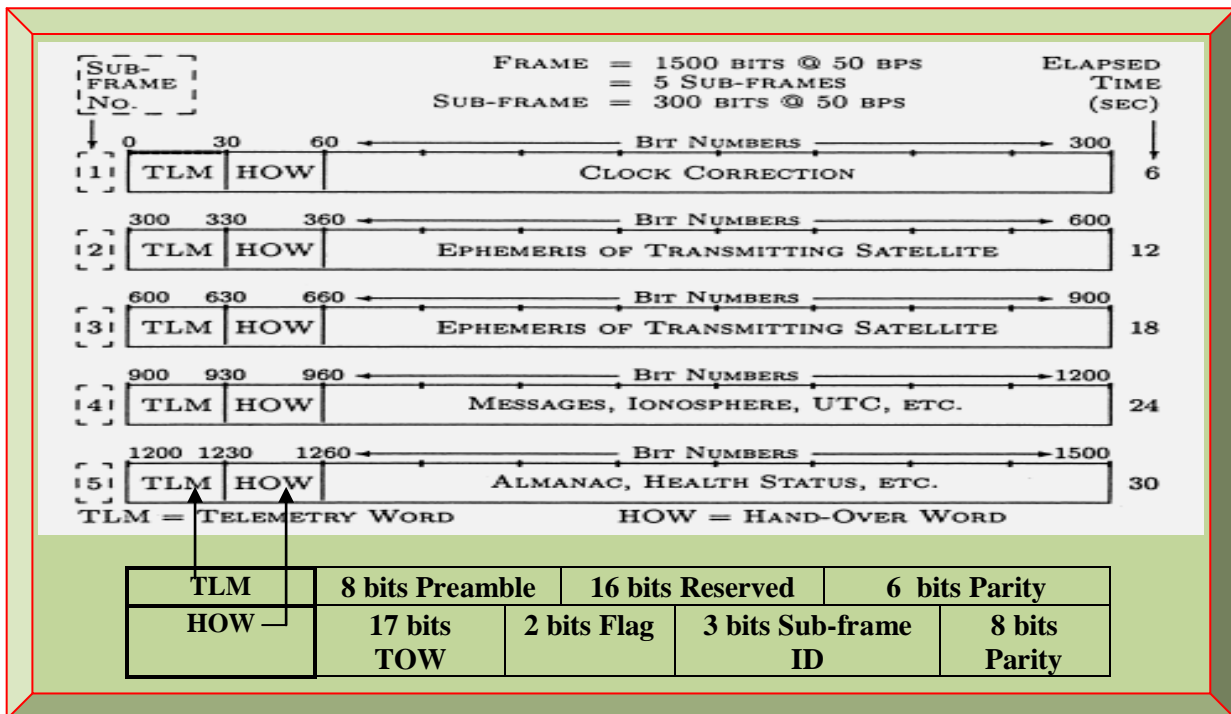 SUB-
FRAME
NO.
FRAME = 1500 BITS @ 50 BPS
= 5 SUB-FRAMES
SUB-FRAME = 300 BITS @ 50 BPS
ELAPSED
TIME
(SEC)
0 30 60 BIT NUMBERS 300
1 TLM HOW CLOCK CORRECTION 6
300 330 360 BIT NUMBERS 600
2 TLM HOW EPHEMERIS OF TRANSMITTING SATELLITE 12
600 630 660 BIT NUMBERS 900
3 TLM HOW EPHEMERIS OF TRANSMITTING SATELLITE 18
900 930 960 BIT NUMBERS 1200
4 TLM HOW MESSAGES, IONOSPHERE, UTC, ETC. 24
1200 1230 1260 BIT NUMBERS 1500
5 TLM HOW ALMANAC, HEALTH STATUS, ETC. 30
TLM = TELEMETRY WORD HOW = HAND-OVER WORD
TLM 8 bits Preamble 16 bits Reserved 6 bits Parity
HOW 17 bits 2 bits Flag 3 bits Sub-frame 8 bits
TOW ID Parity